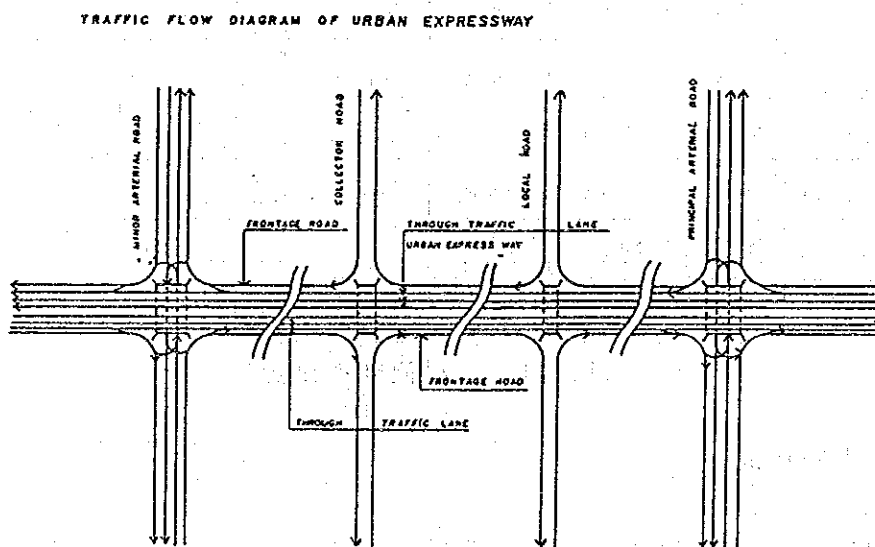 TRAFFIC FLOW DIAGRAM OF URBAN EXPRESSWAY
MINOR ARTERIAL ROAD
COLLECTOR ROAD
LOCAL ROAD
PRINCIPAL ARTERIAL ROAD
FRONTAGE ROAD
THROUGH TRAFFIC LANE
URBAN EXPRESS WAY
FRONTAGE ROAD
THROUGH TRAFFIC LANE